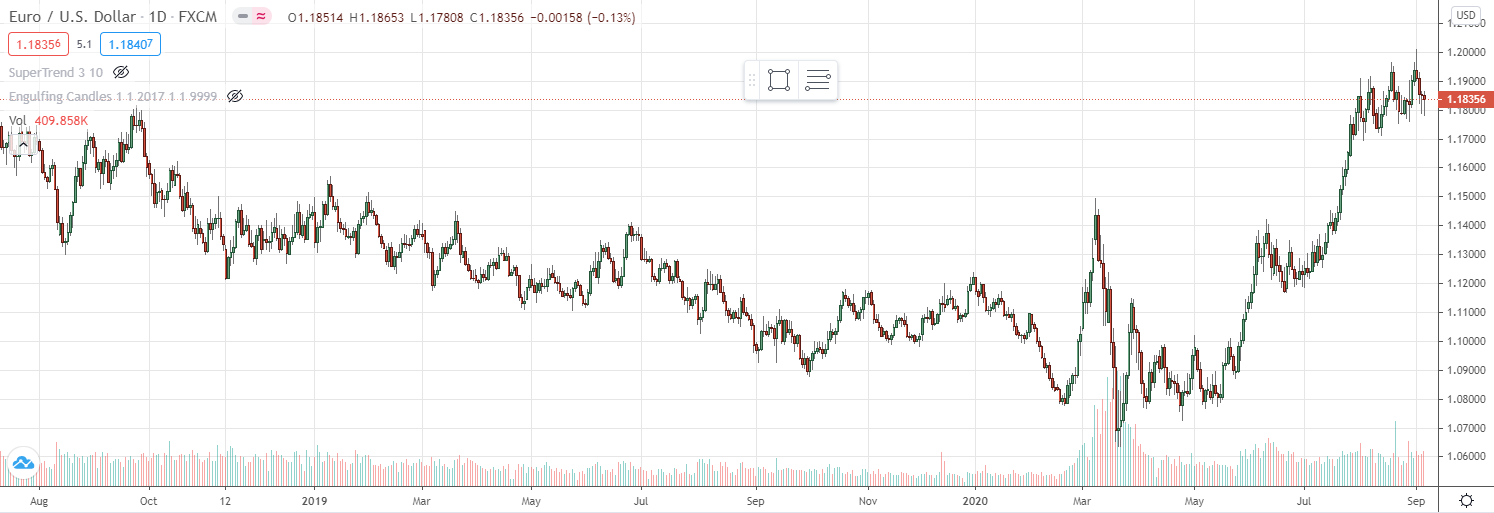 Euro / U.S. Dollar · 1D · FXCM O1.18514 H1.18653 L1.17808 C1.18356 −0.00158 (−0.13%)
USD
1.18356 5.1 1.18407
SuperTrend 3 10
Engulfing Candles 1 1 2017 1 1 9999
Vol 409.858K
1.20000
1.19000
1.18356
1.18000
1.17000
1.16000
1.15000
1.14000
1.13000
1.12000
1.11000
1.10000
1.09000
1.08000
1.07000
1.06000
Aug Oct 12 2019 Mar May Jul Sep Nov 2020 Mar May Jul Sep